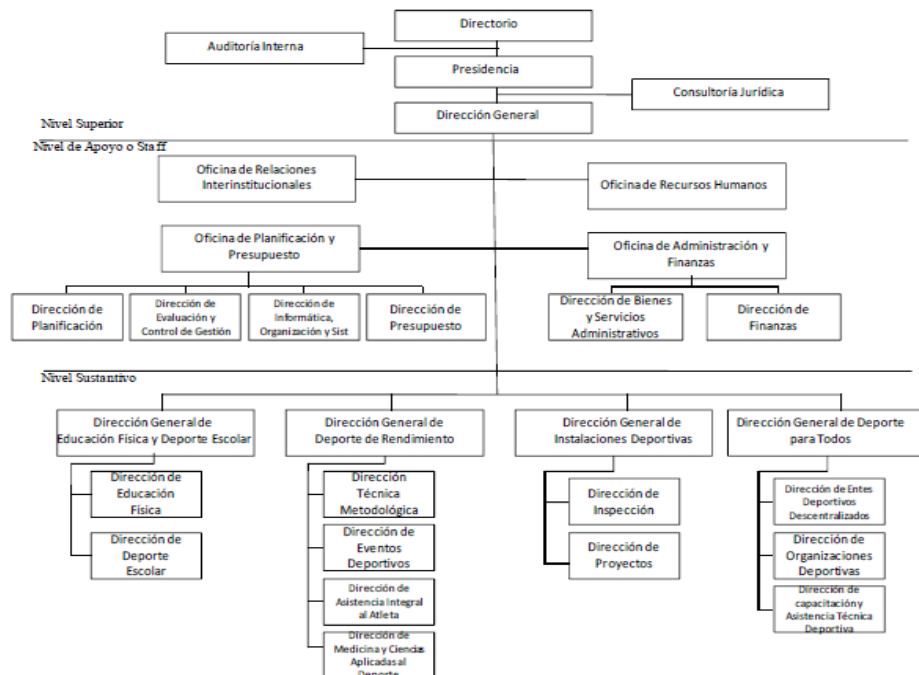 Directorio
Auditoría Interna
Presidencia
Consultoría Jurídica
Dirección General
Nivel Superior
Nivel de Apoyo o Staff
Oficina de Relaciones
Interinstitucionales
Oficina de Recursos Humanos
Oficina de Planificación y
Presupuesto
Oficina de Administración y
Finanzas
Dirección de
Planificación
Dirección de
Evaluación y
Control de Gestión
Dirección de
Informática,
Organización y Sist
Dirección de
Presupuesto
Dirección de Bienes
y Servicios
Administrativos
Dirección de
Finanzas
Nivel Sustantivo
Dirección General de
Educación Física y Deporte Escolar
Dirección General de
Deporte de Rendimiento
Dirección General de
Instalaciones Deportivas
Dirección General de Deporte
para Todos
Dirección de
Educación
Física
Dirección de
Deporte
Escolar
Dirección
Técnica
Metodológica
Dirección de
Eventos
Deportivos
Dirección de
Asistencia Integral
al Atleta
Dirección de
Medicina y Ciencias
Aplicadas al
Deporte
Dirección de
Inspección
Dirección de
Proyectos
Dirección de Entes
Deportivos
Descentralizados
Dirección de
Organizaciones
Deportivas
Dirección de
capacitación y
Asistencia Técnica
Deportiva